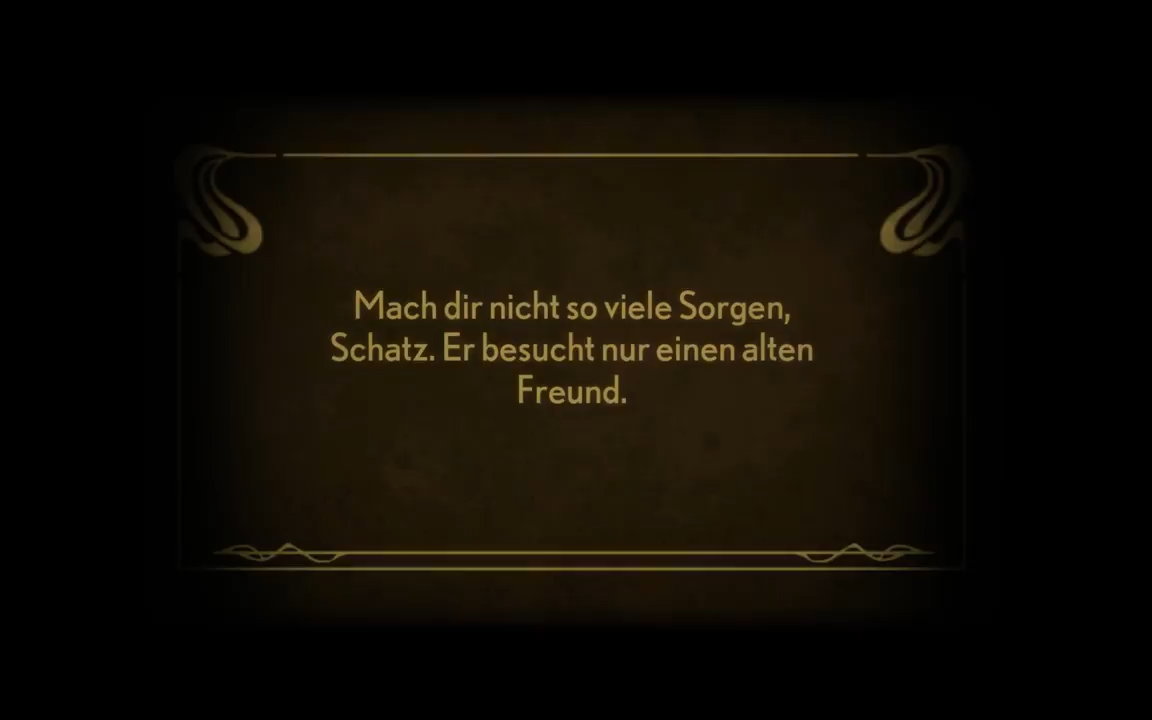 Mach dir nicht so viele Sorgen,
Schatz. Er besucht nur einen alten
Freund.